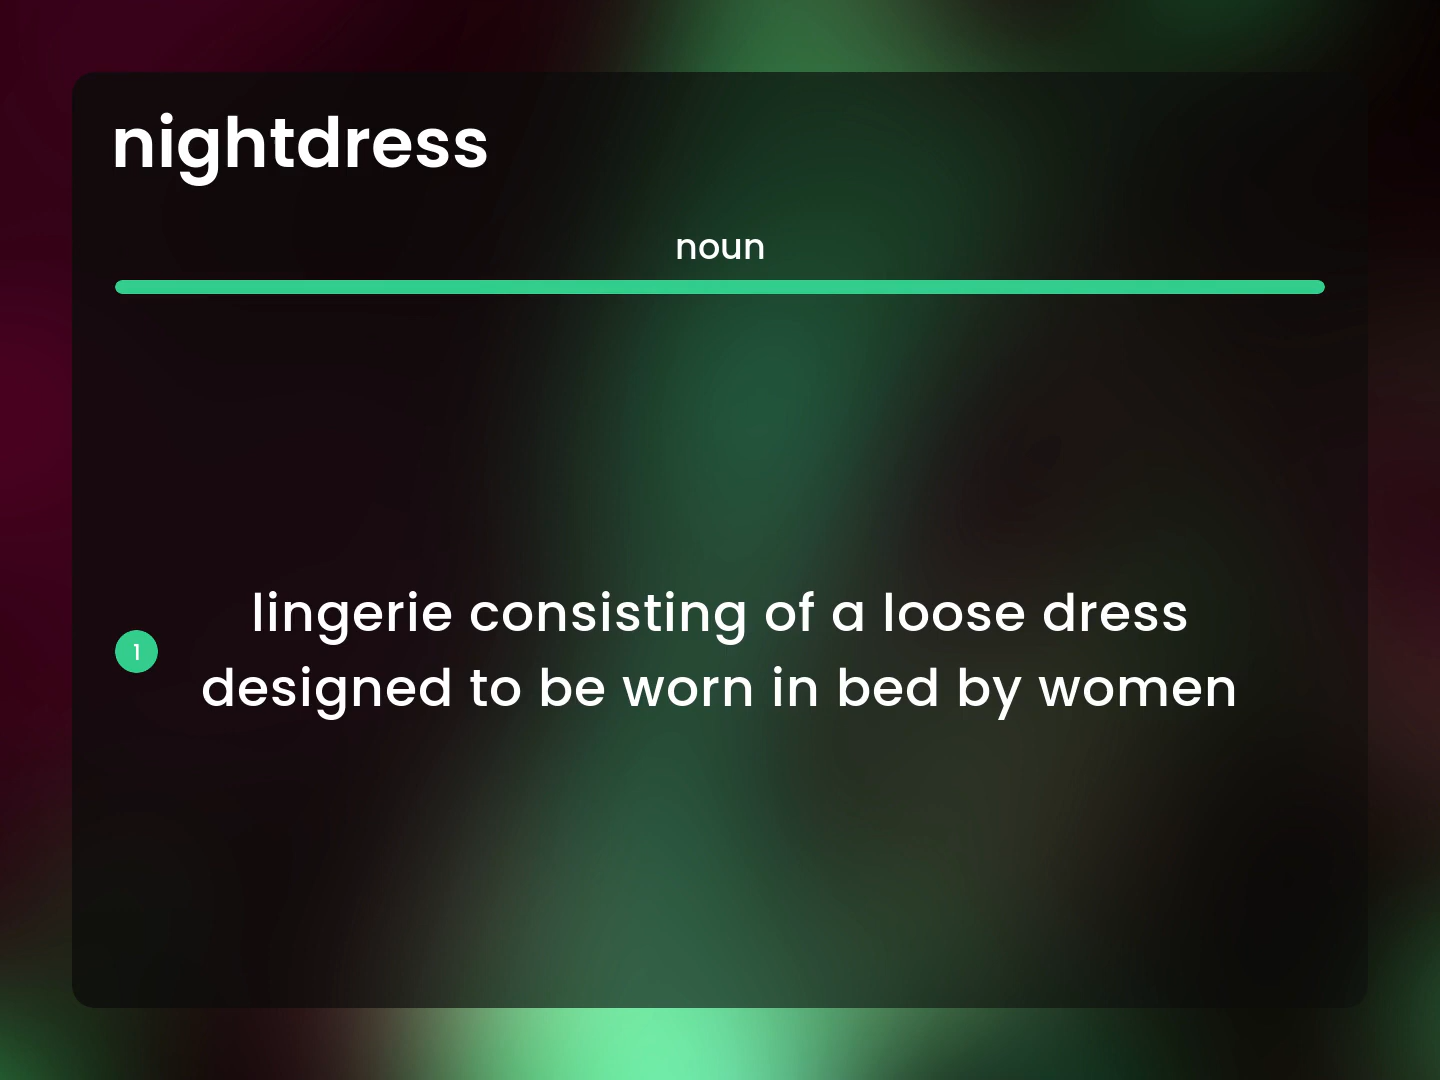 nightdress
noun
1
lingerie consisting of a loose dress
designed to be worn in bed by women